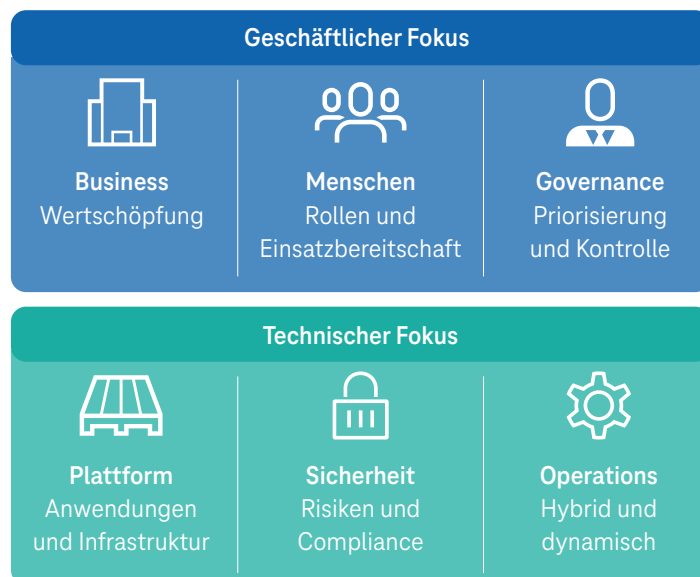 Geschäftlicher Fokus
Business
Wertschöpfung
Menschen
Rollen und
Einsatzbereitschaft
Governance
Priorisierung
und Kontrolle
Technischer Fokus
Plattform
Anwendungen
und Infrastruktur
Sicherheit
Risiken und
Compliance
Operations
Hybrid und
dynamisch